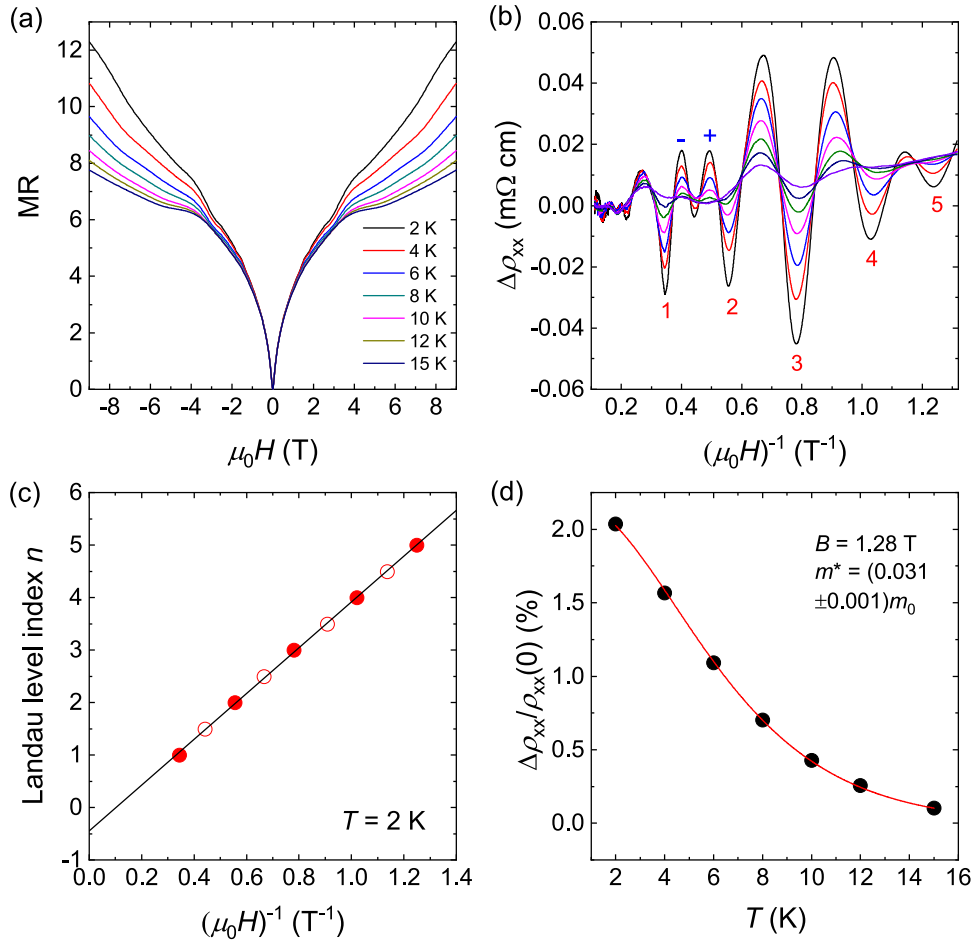 (a)
12
10
8
6
4
2
0
MR
-8 -6 -4 -2 0 2 4 6 8
μ₀H (T)
2 K
4 K
6 K
8 K
10 K
12 K
15 K
(b)
0.06
0.04
0.02
0.00
-0.02
-0.04
-0.06
Δρxx (mΩ cm)
- +
1
2
3
4
5
0.2 0.4 0.6 0.8 1.0 1.2
(μ₀H)⁻¹ (T⁻¹)
(c)
6
5
4
3
2
1
0
-1
Landau level index n
T = 2 K
0.0 0.2 0.4 0.6 0.8 1.0 1.2 1.4
(μ₀H)⁻¹ (T⁻¹)
(d)
2.0
1.5
1.0
0.5
0.0
Δρxx/ρxx(0) (%)
B = 1.28 T
m* = (0.031
±0.001)m₀
2 4 6 8 10 12 14 16
T (K)